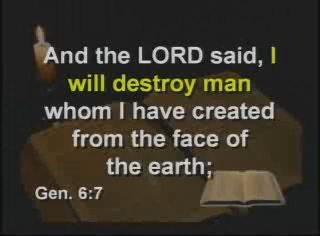 And the LORD said, I
will destroy man
whom I have created
from the face of
the earth;
Gen. 6:7